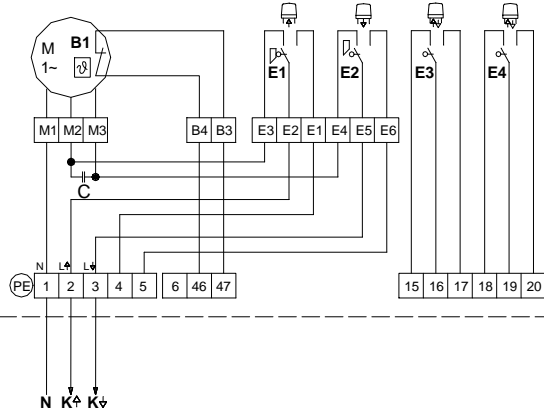 M B1
1~ ϑ
E1 E2 E3 E4
M1 M2 M3 B4 B3 E3 E2 E1 E4 E5 E6
C
N L L
PE 1 2 3 4 5 6 46 47 15 16 17 18 19 20
N K K